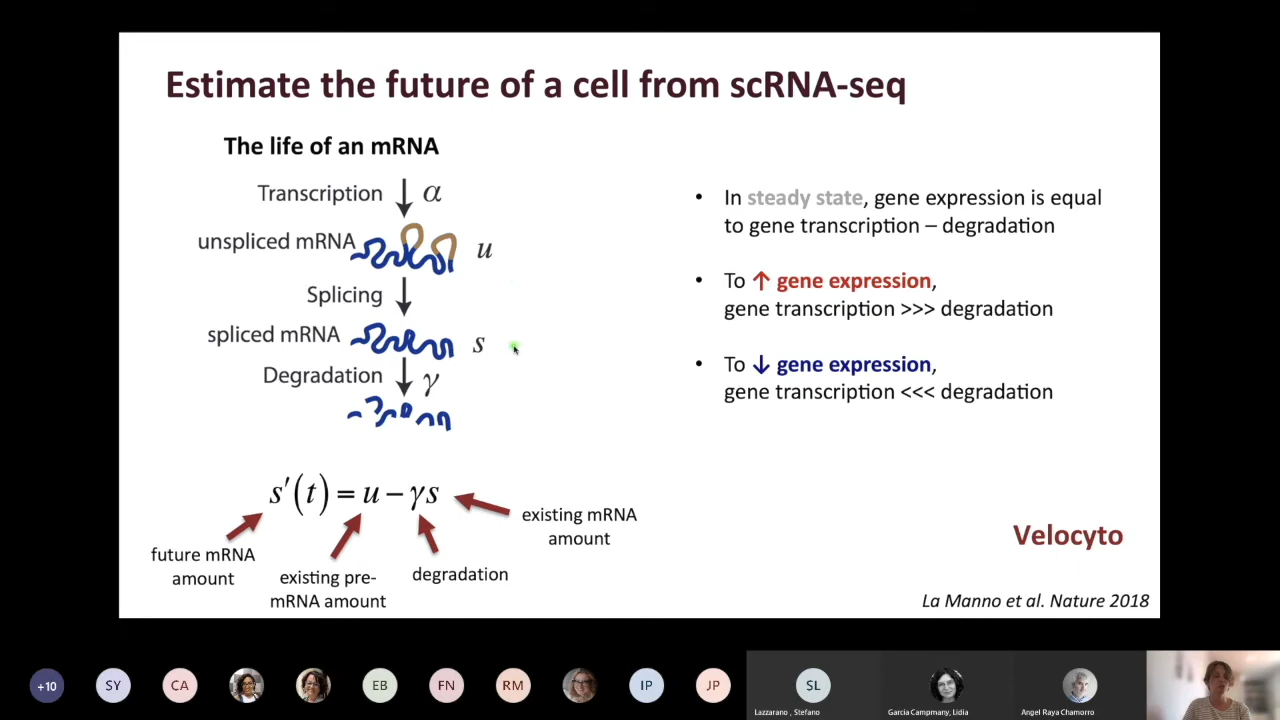 Estimate the future of a cell from scRNA-seq
The life of an mRNA
Transcription α
unspliced mRNA u
Splicing
spliced mRNA s
Degradation γ
s′(t) = u − γs
future mRNA
amount
existing pre-
mRNA amount
degradation
existing mRNA
amount
• In steady state, gene expression is equal
to gene transcription – degradation
• To ↑ gene expression,
gene transcription >>> degradation
• To ↓ gene expression,
gene transcription <<< degradation
Velocyto
La Manno et al. Nature 2018
+10
SY
CA
EB
FN
RM
IP
JP
SL
Lazzarano , Stefano
Garcia Campmany, Lidia
Angel Raya Chamorro